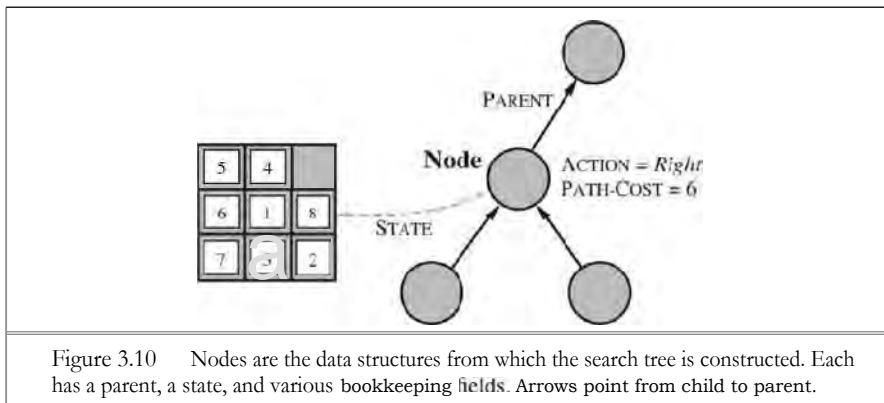 PARENT
Node
ACTION = Right
PATH-COST = 6
5 4
6 1 8
STATE
7 2
Figure 3.10 Nodes are the data structures from which the search tree is constructed. Each
has a parent, a state, and various bookkeeping fields. Arrows point from child to parent.